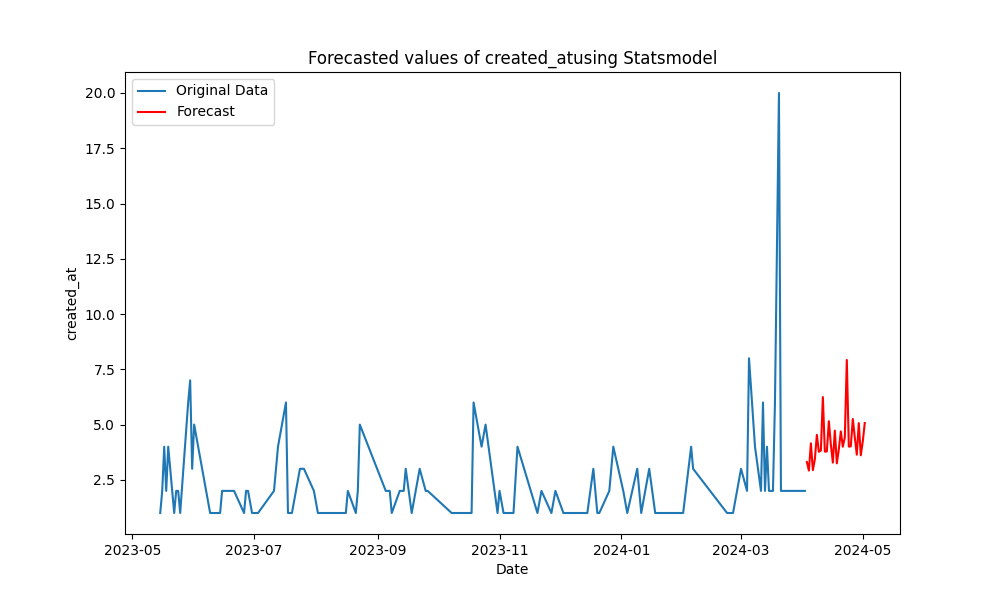 Forecasted values of created_atusing Statsmodel
Original Data
Forecast
20.0
17.5
15.0
12.5
10.0
7.5
5.0
2.5
created_at
2023-05 2023-07 2023-09 2023-11 2024-01 2024-03 2024-05
Date